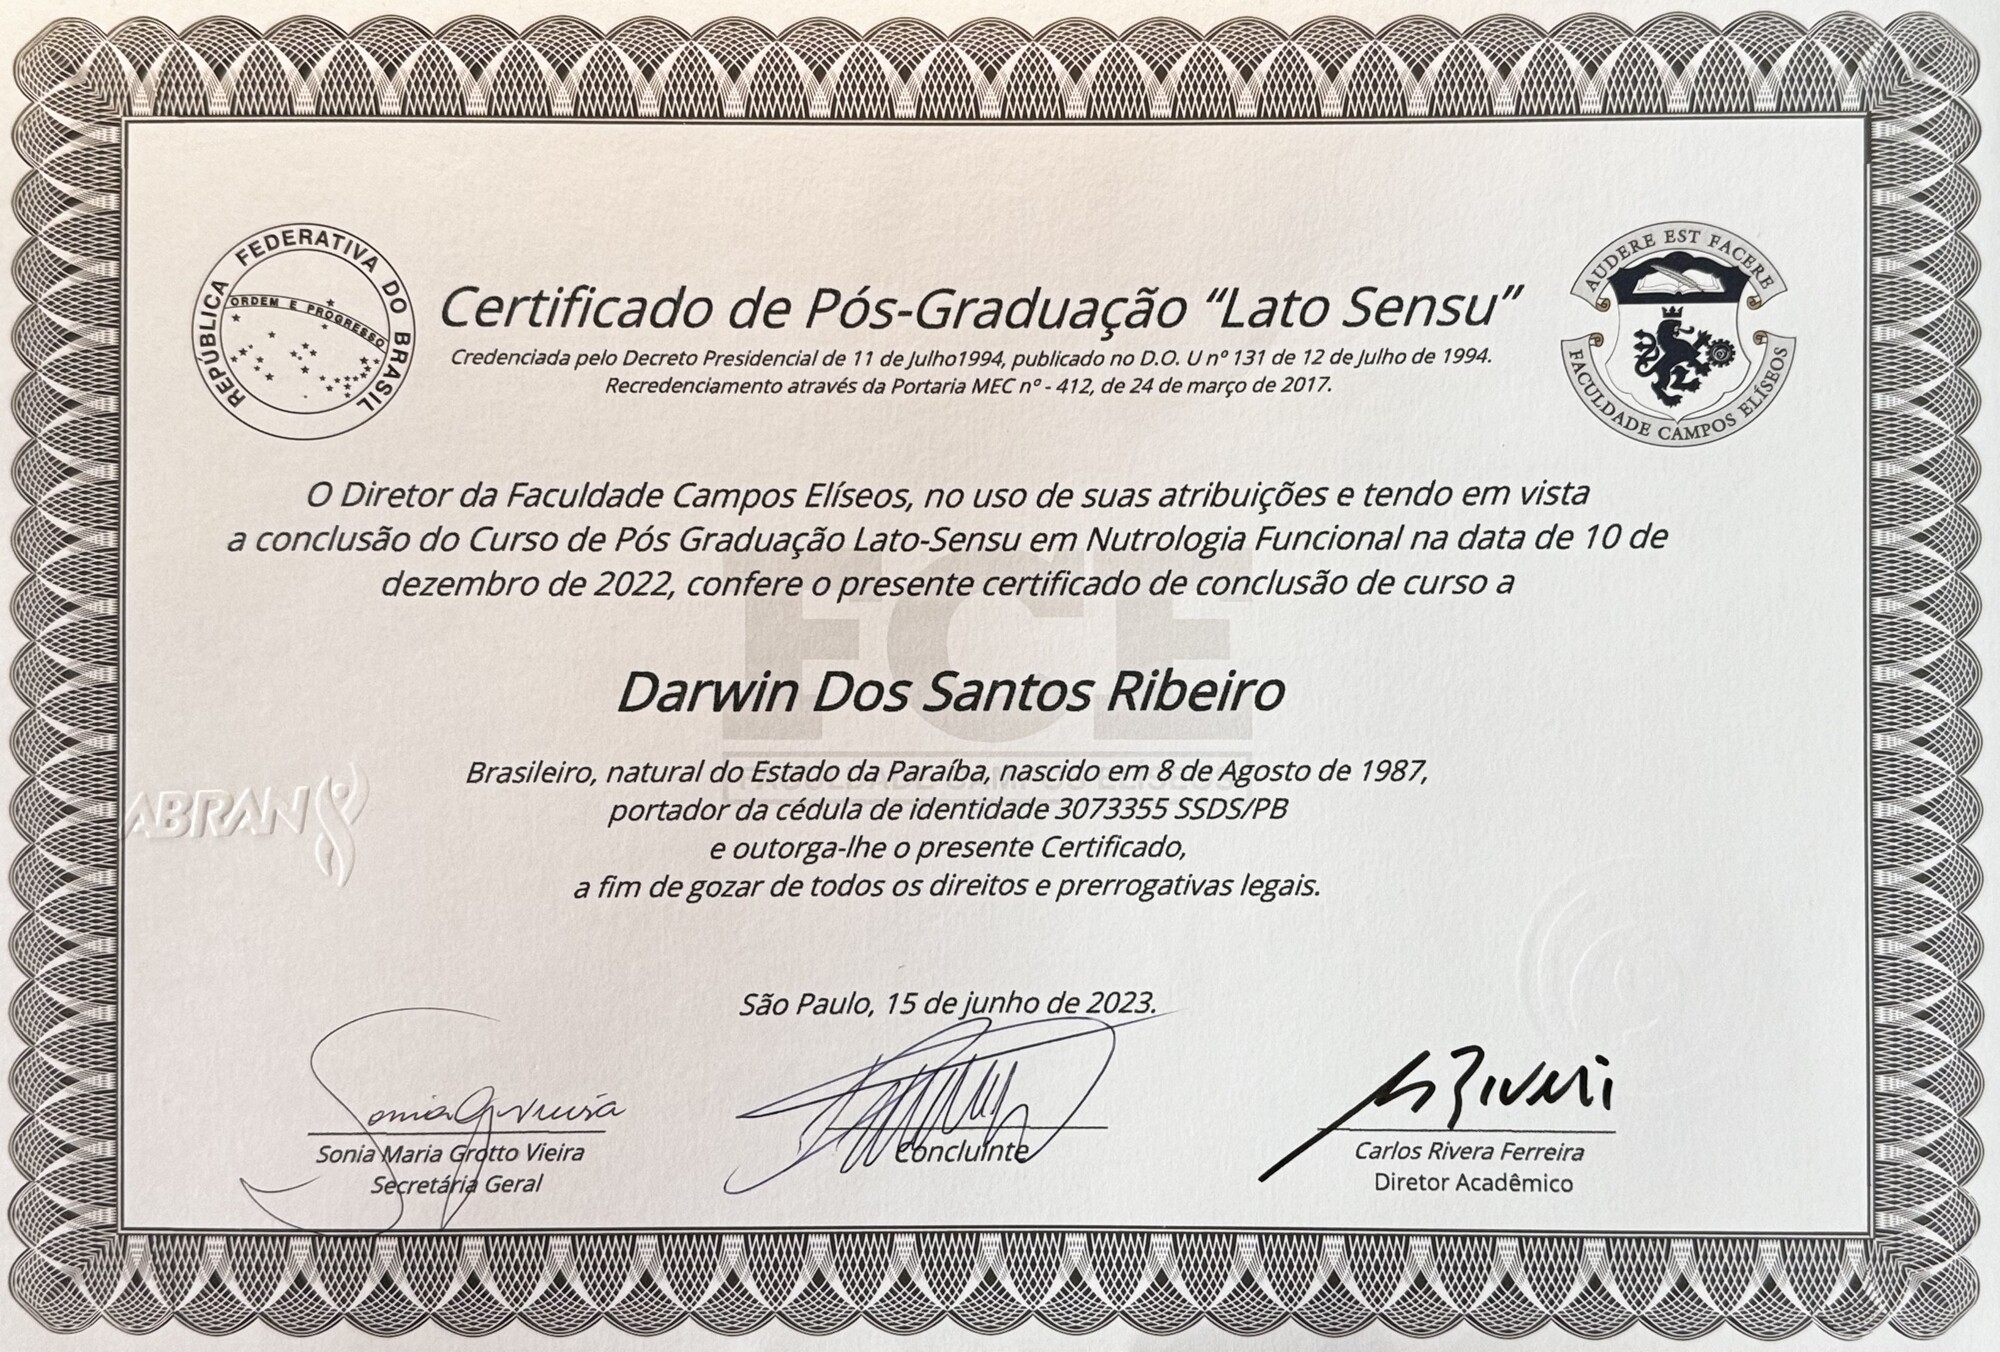 REPÚBLICA FEDERATIVA DO BRASIL
ORDEM E PROGRESSO
Certificado de Pós-Graduação “Lato Sensu”
Credenciada pelo Decreto Presidencial de 11 de Julho1994, publicado no D.O. U nº 131 de 12 de Julho de 1994.
Recredenciamento através da Portaria MEC nº - 412, de 24 de março de 2017.
AUDERE EST FACERE
FACULDADE CAMPOS ELÍSEOS
O Diretor da Faculdade Campos Elíseos, no uso de suas atribuições e tendo em vista
a conclusão do Curso de Pós Graduação Lato-Sensu em Nutrologia Funcional na data de 10 de
dezembro de 2022, confere o presente certificado de conclusão de curso a
FCE
Darwin Dos Santos Ribeiro
FACULDADE CAMPOS ELÍSEOS
Brasileiro, natural do Estado da Paraíba, nascido em 8 de Agosto de 1987,
portador da cédula de identidade 3073355 SSDS/PB
e outorga-lhe o presente Certificado,
a fim de gozar de todos os direitos e prerrogativas legais.
ABRAN
São Paulo, 15 de junho de 2023.
Sonia Maria Grotto Vieira
Secretária Geral
Concluinte
Carlos Rivera Ferreira
Diretor Acadêmico